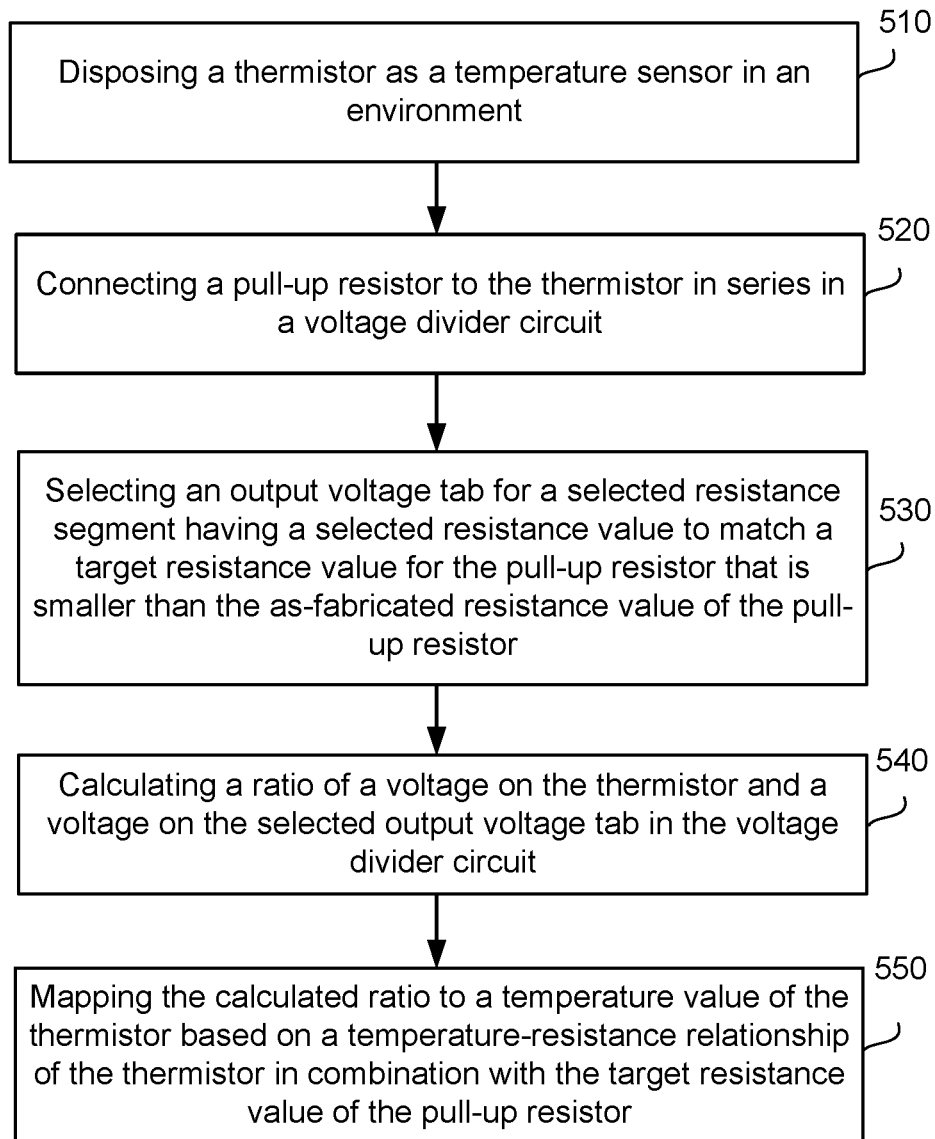 510
Disposing a thermistor as a temperature sensor in an
environment
520
Connecting a pull-up resistor to the thermistor in series in
a voltage divider circuit
530
Selecting an output voltage tab for a selected resistance
segment having a selected resistance value to match a
target resistance value for the pull-up resistor that is
smaller than the as-fabricated resistance value of the pull-
up resistor
540
Calculating a ratio of a voltage on the thermistor and a
voltage on the selected output voltage tab in the voltage
divider circuit
550
Mapping the calculated ratio to a temperature value of the
thermistor based on a temperature-resistance relationship
of the thermistor in combination with the target resistance
value of the pull-up resistor